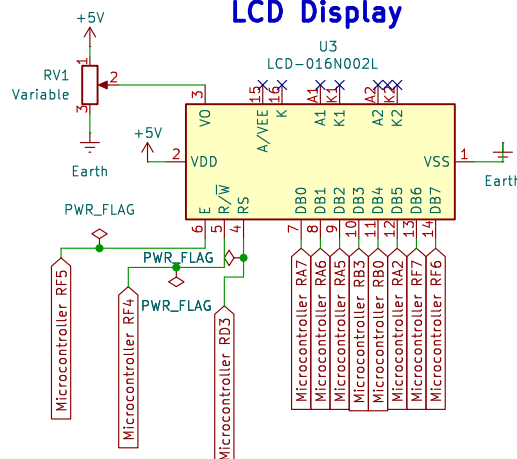 LCD Display
+5V
U3
LCD-016N002L
1
RV1
Variable
2
3
3
15
16
A1
K1
A2
K2
VO
A/VEE
K
A1
K1
A2
K2
+5V
2
VDD
VSS
1
Earth
Earth
PWR_FLAG
E
R/W
RS
DB0
DB1
DB2
DB3
DB4
DB5
DB6
DB7
6
5
4
7
8
9
10
11
12
13
14
PWR_FLAG
PWR_FLAG
Microcontroller RF5
Microcontroller RF4
Microcontroller RD3
Microcontroller RA7
Microcontroller RA6
Microcontroller RA5
Microcontroller RB3
Microcontroller RB0
Microcontroller RA2
Microcontroller RF7
Microcontroller RF6